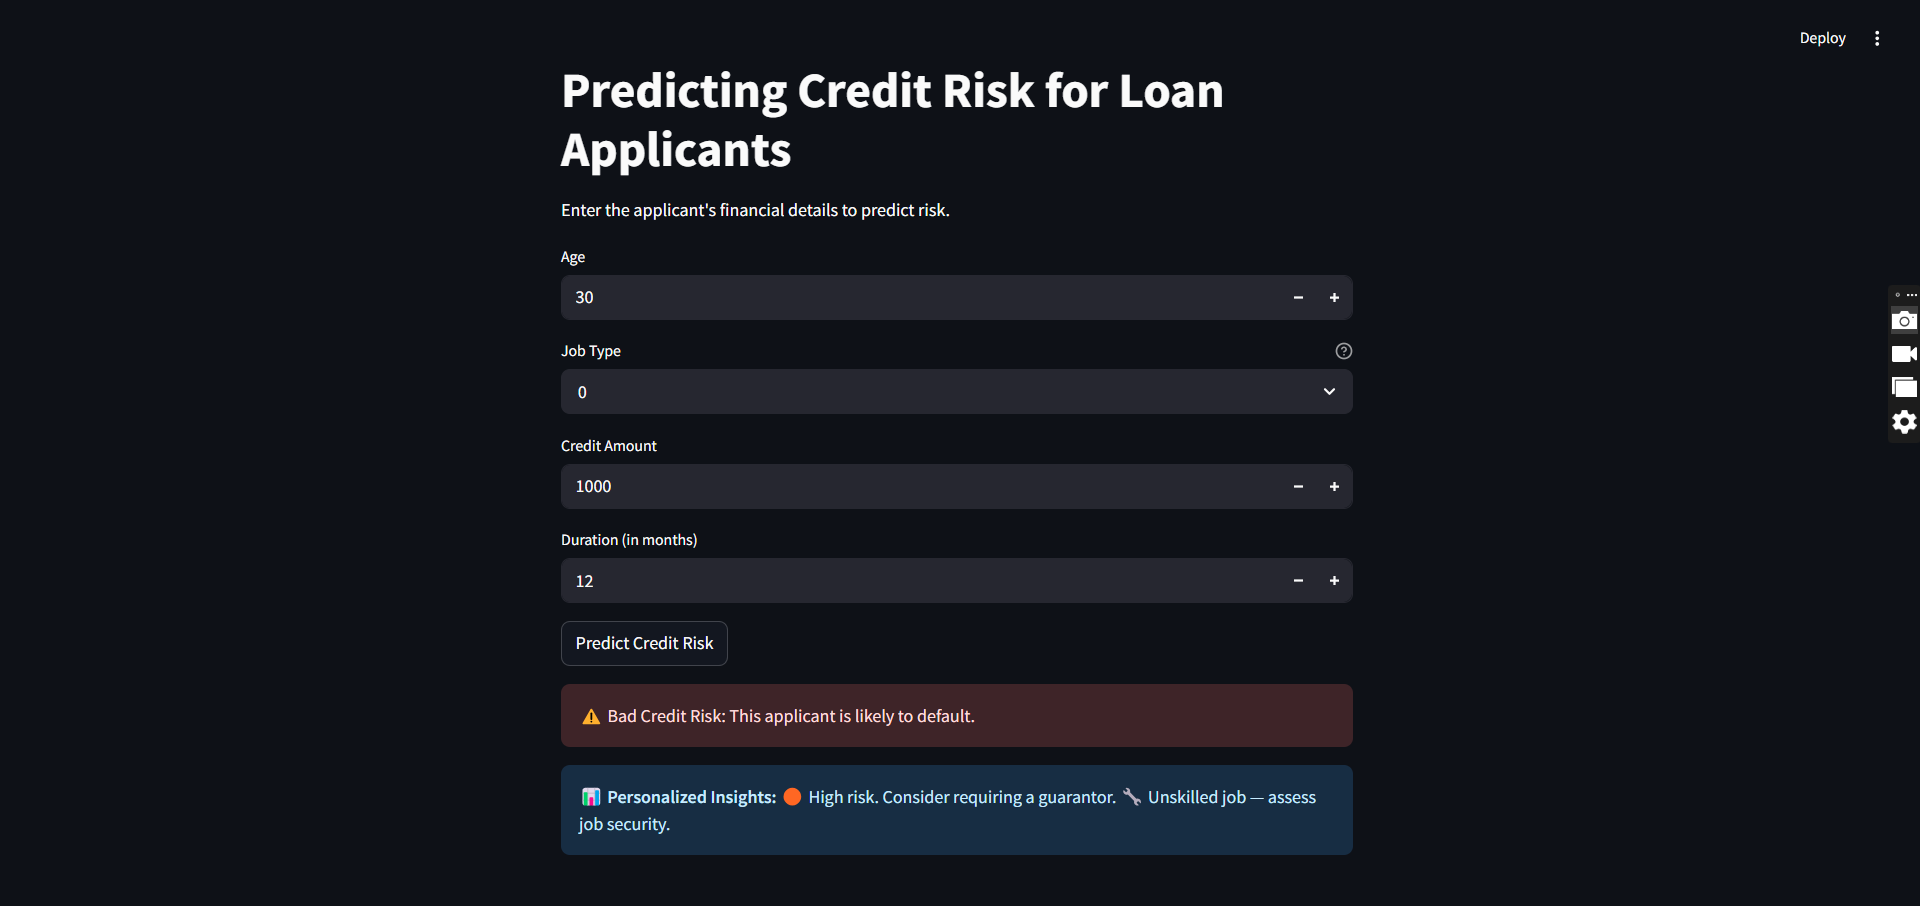 Deploy
Predicting Credit Risk for Loan
Applicants
Enter the applicant's financial details to predict risk.
Age
30
Job Type
0
Credit Amount
1000
Duration (in months)
12
Predict Credit Risk
⚠️ Bad Credit Risk: This applicant is likely to default.
📊 Personalized Insights: 🟠 High risk. Consider requiring a guarantor. 🔧 Unskilled job — assess
job security.